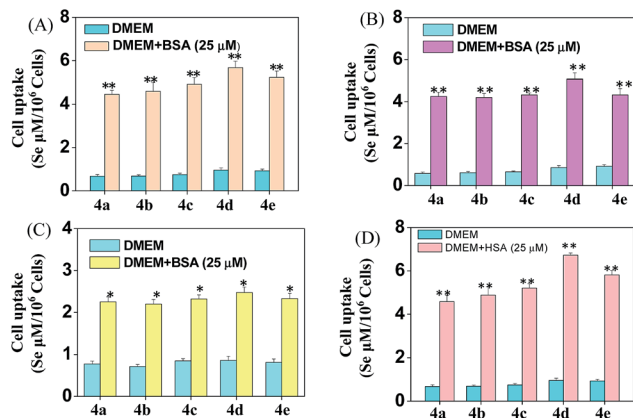 (A)
DMEM
DMEM+BSA (25 μM)
Cell uptake
(Se μM/10⁶ Cells)
8
6
4
2
0
** ** ** ** **
4a 4b 4c 4d 4e
(B)
DMEM
DMEM+BSA (25 μM)
Cell uptake
(Se μM/10⁶ Cells)
8
6
4
2
0
** ** ** ** **
4a 4b 4c 4d 4e
(C)
DMEM
DMEM+BSA (25 μM)
Cell uptake
(Se μM/10⁶ Cells)
4
3
2
1
0
* * * * *
4a 4b 4c 4d 4e
(D)
DMEM
DMEM+HSA (25 μM)
Cell uptake
(Se μM/10⁶ Cells)
8
6
4
2
0
** ** ** ** **
4a 4b 4c 4d 4e